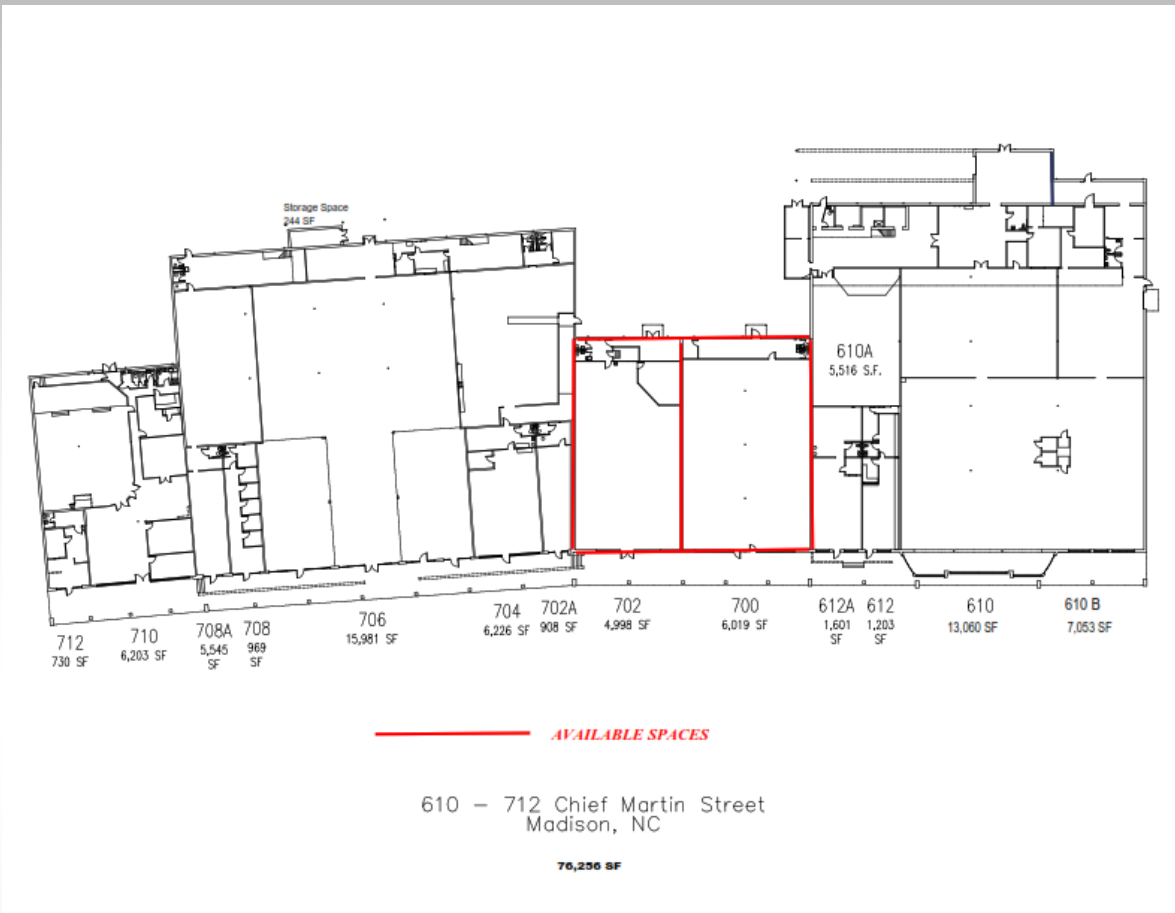 Storage Space
244 SF
610A
5,516 S.F.
712
730 SF
710
6,203 SF
708A
5,545
SF
708
969
SF
706
15,981 SF
704
6,226 SF
702A
908 SF
702
4,998 SF
700
6,019 SF
612A
1,601
SF
612
1,203
SF
610
13,060 SF
610 B
7,053 SF
AVAILABLE SPACES
610 – 712 Chief Martin Street
Madison, NC
76,256 SF